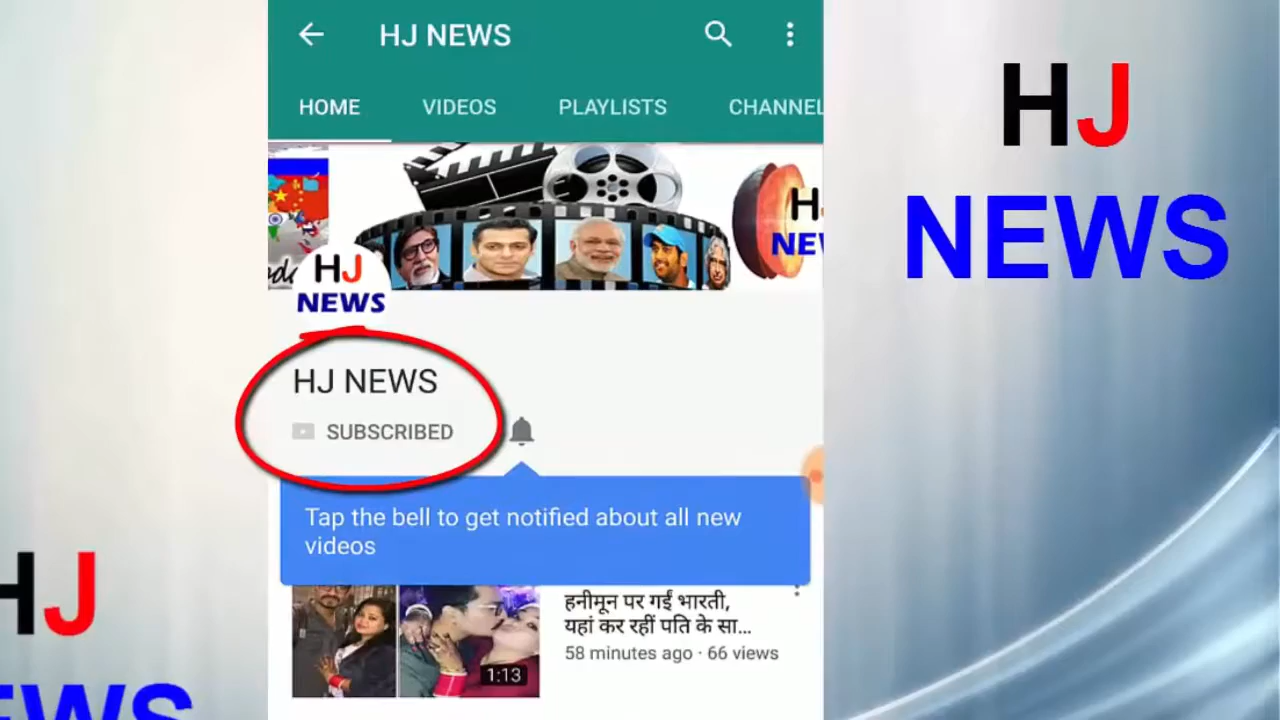 HJ NEWS
HOME VIDEOS PLAYLISTS CHANNEL
HJ
NEWS
HJ
NEWS
HJ NEWS
SUBSCRIBED
Tap the bell to get notified about all new
videos
1:13
हनीमून पर गईं भारती,
यहां कर रहीं पति के सा...
58 minutes ago · 66 views
HJ
NEWS